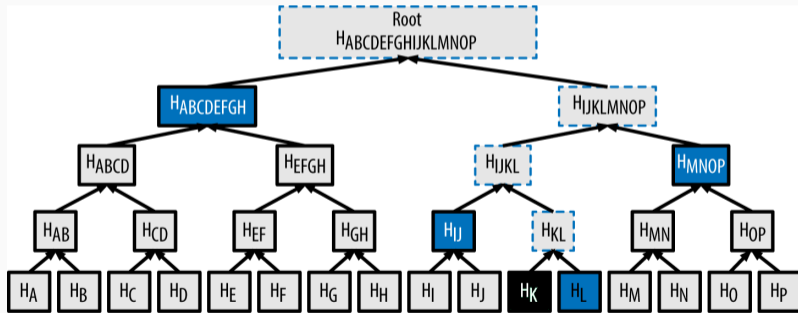 Root
HABCDEFGHIJKLMNOP
HABCDEFGH
HIJKLMNOP
HABCD
HEFGH
HIJKL
HMNOP
HAB
HCD
HEF
HGH
HIJ
HKL
HMN
HOP
HA
HB
HC
HD
HE
HF
HG
HH
HI
HJ
HK
HL
HM
HN
HO
HP